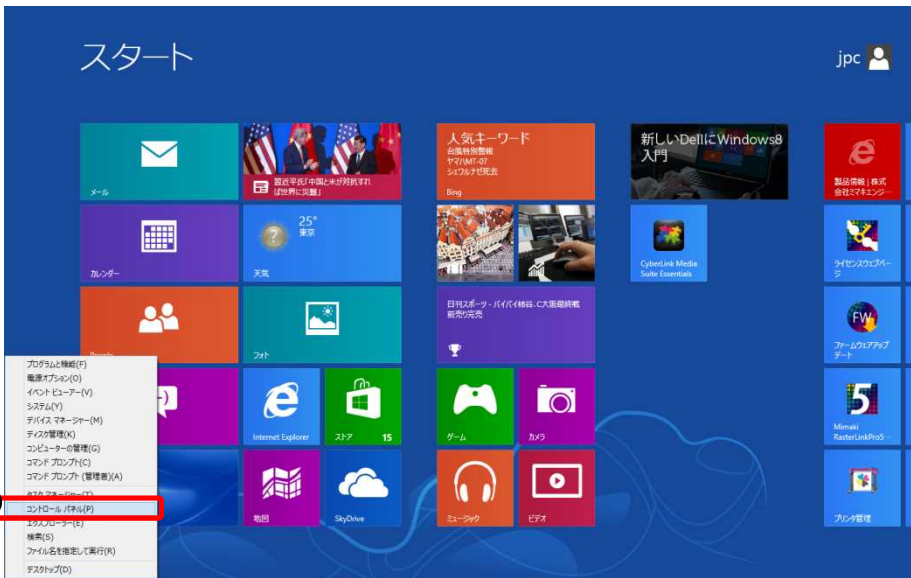 スタート
jpc
メール
習近平氏「中国と米が対抗すれ
ば世界に災難」
人気キーワード
台風特別警報
ヤマハMT-07
シェワルナゼ死去
Bing
新しいDellにWindows8
入門
製品情報 | 株式
会社ミマキエンジ…
カレンダー
25°
東京
天気
CyberLink Media
Suite Essentials
ライセンスウェブペー
ジ
People
フォト
日刊スポーツ - バイバイ柿谷、C大阪最終戦
前売り完売
FW
ファームウェアアップ
デート
Internet Explorer
ストア
15
ゲーム
カメラ
5
Mimaki
RasterLinkPro5…
地図
SkyDrive
ミュージック
ビデオ
プリンタ管理
プログラムと機能(F)
電源オプション(O)
イベント ビューアー(V)
システム(Y)
デバイス マネージャー(M)
ディスク管理(K)
コンピューターの管理(G)
コマンド プロンプト(C)
コマンド プロンプト (管理者)(A)
タスク マネージャー(T)
コントロール パネル(P)
エクスプローラー(E)
検索(S)
ファイル名を指定して実行(R)
デスクトップ(D)